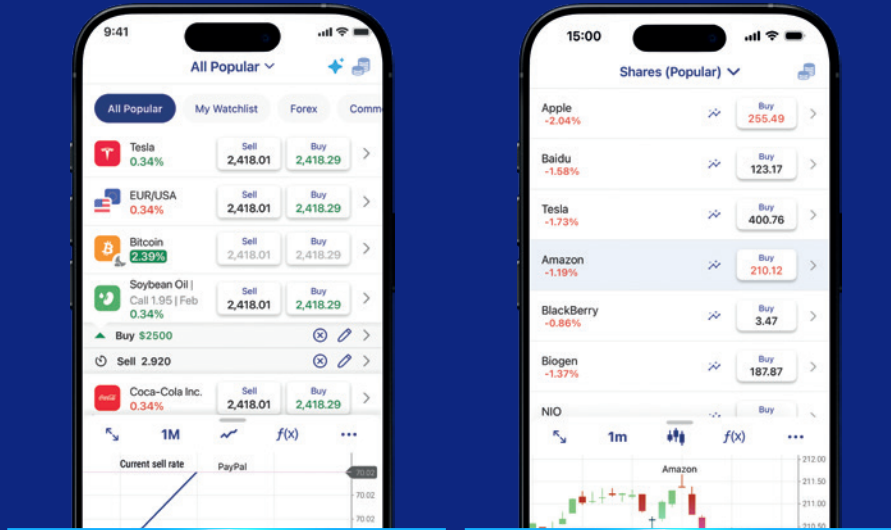 9:41
All Popular
All Popular My Watchlist Forex Comm
Tesla
0.34%
Sell
2,418.01
Buy
2,418.29
EUR/USA
0.34%
Sell
2,418.01
Buy
2,418.29
Bitcoin
2.39%
Sell
2,418.01
Buy
2,418.29
Soybean Oil |
Call 1.95 | Feb
0.34%
Sell
2,418.01
Buy
2,418.29
Buy $2500
Sell 2.920
Coca-Cola Inc.
0.34%
Sell
2,418.01
Buy
2,418.29
1M f(x)
Current sell rate
PayPal
70.02
70.02
70.02
15:00
Shares (Popular)
Apple
-2.04%
Buy
255.49
Baidu
-1.58%
Buy
123.17
Tesla
-1.73%
Buy
400.76
Amazon
-1.19%
Buy
210.12
BlackBerry
-0.86%
Buy
3.47
Biogen
-1.37%
Buy
187.87
NIO
Buy
1m f(x)
Amazon
212.00
211.50
211.00
210.50